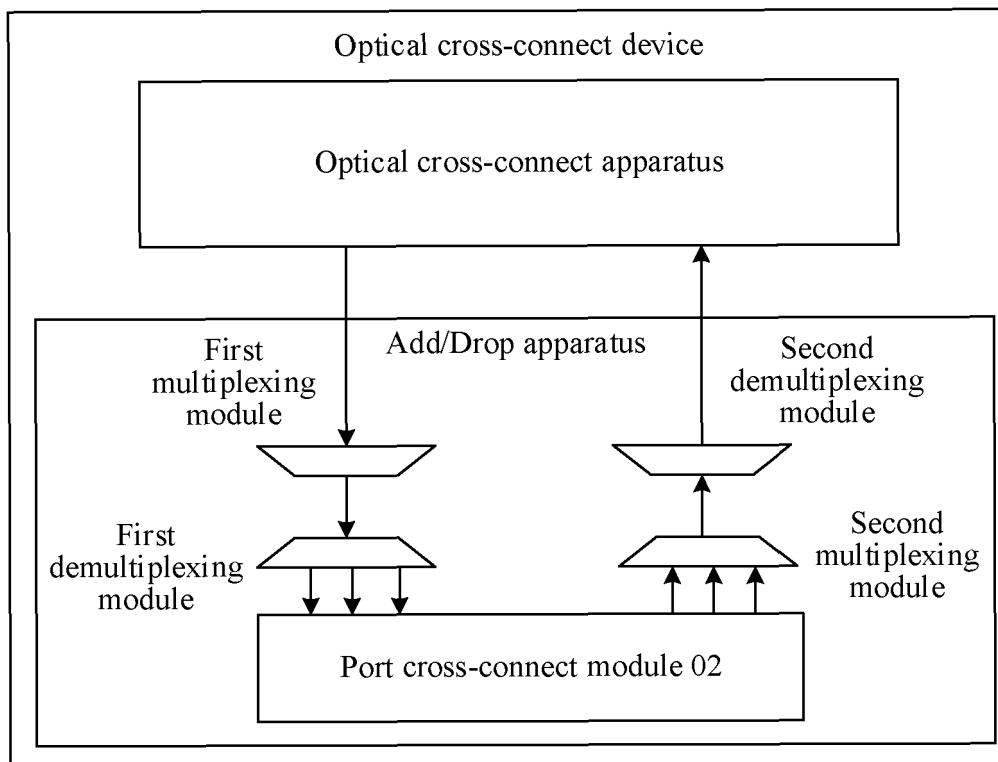 Optical cross-connect device
Optical cross-connect apparatus
Add/Drop apparatus
First
multiplexing
module
Second
demultiplexing
module
First
demultiplexing
module
Second
multiplexing
module
Port cross-connect module 02